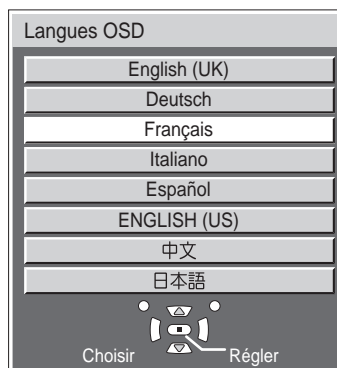 Langues OSD
English (UK)
Deutsch
Français
Italiano
Español
ENGLISH (US)
中文
日本語
Choisir
Régler